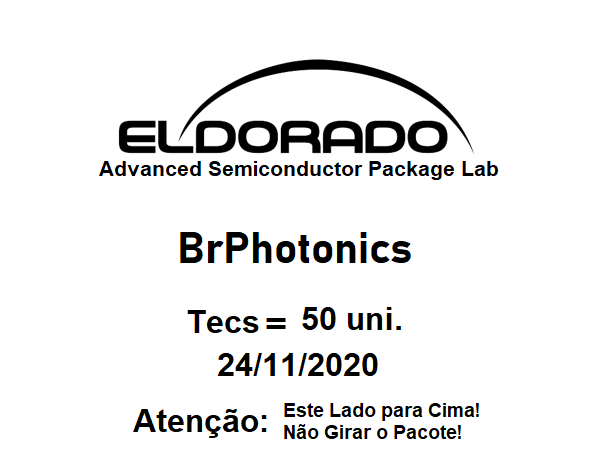 ELDORADO
Advanced Semiconductor Package Lab
BrPhotonics
Tecs = 50 uni.
24/11/2020
Atenção: Este Lado para Cima!
Não Girar o Pacote!